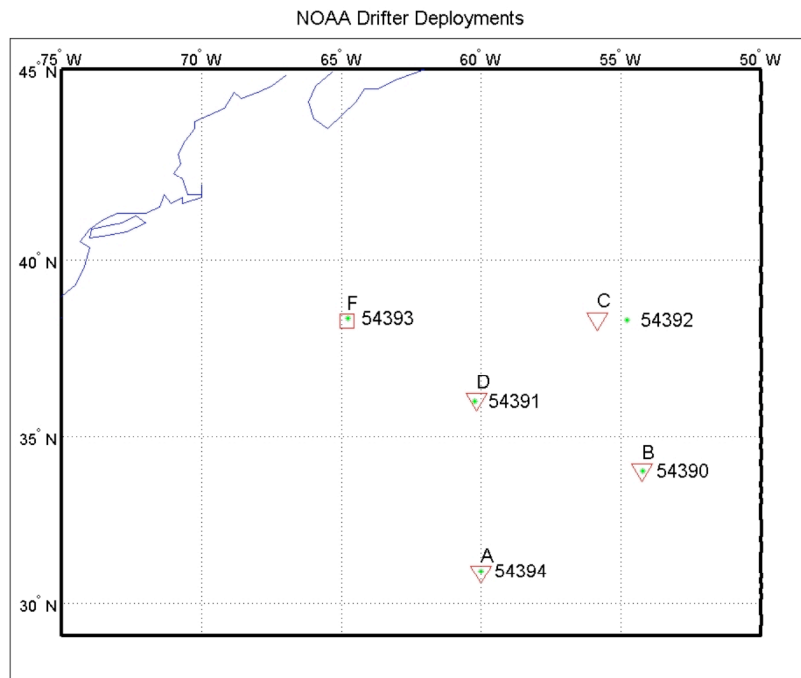 NOAA Drifter Deployments
75° W 70° W 65° W 60° W 55° W 50° W
45° N
40° N
F
54393
C
54392
D
54391
35° N
B
54390
A
54394
30° N